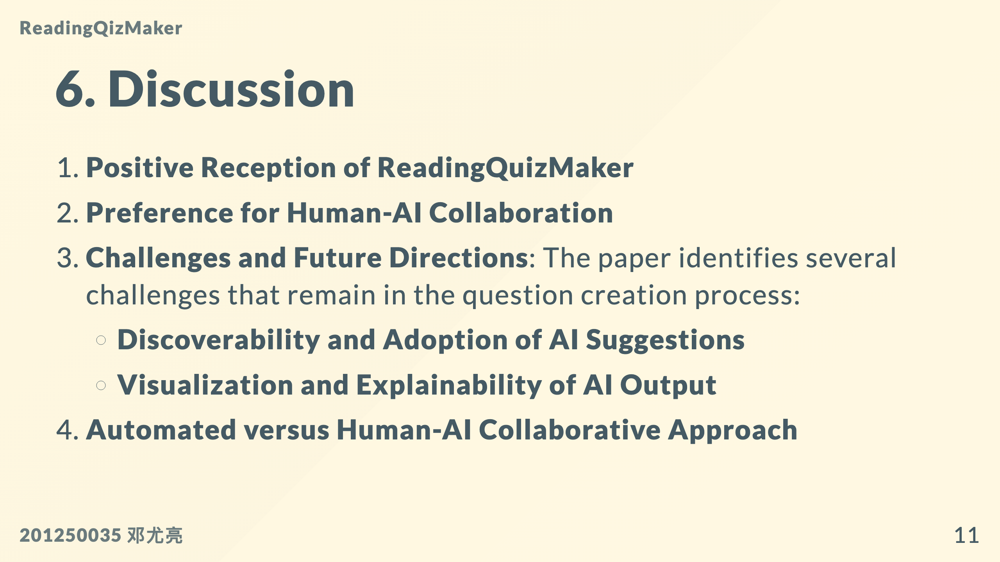 ReadingQizMaker
6. Discussion
1. Positive Reception of ReadingQuizMaker
2. Preference for Human-AI Collaboration
3. Challenges and Future Directions: The paper identifies several
challenges that remain in the question creation process:
○ Discoverability and Adoption of AI Suggestions
○ Visualization and Explainability of AI Output
4. Automated versus Human-AI Collaborative Approach
201250035 邓尤亮
11